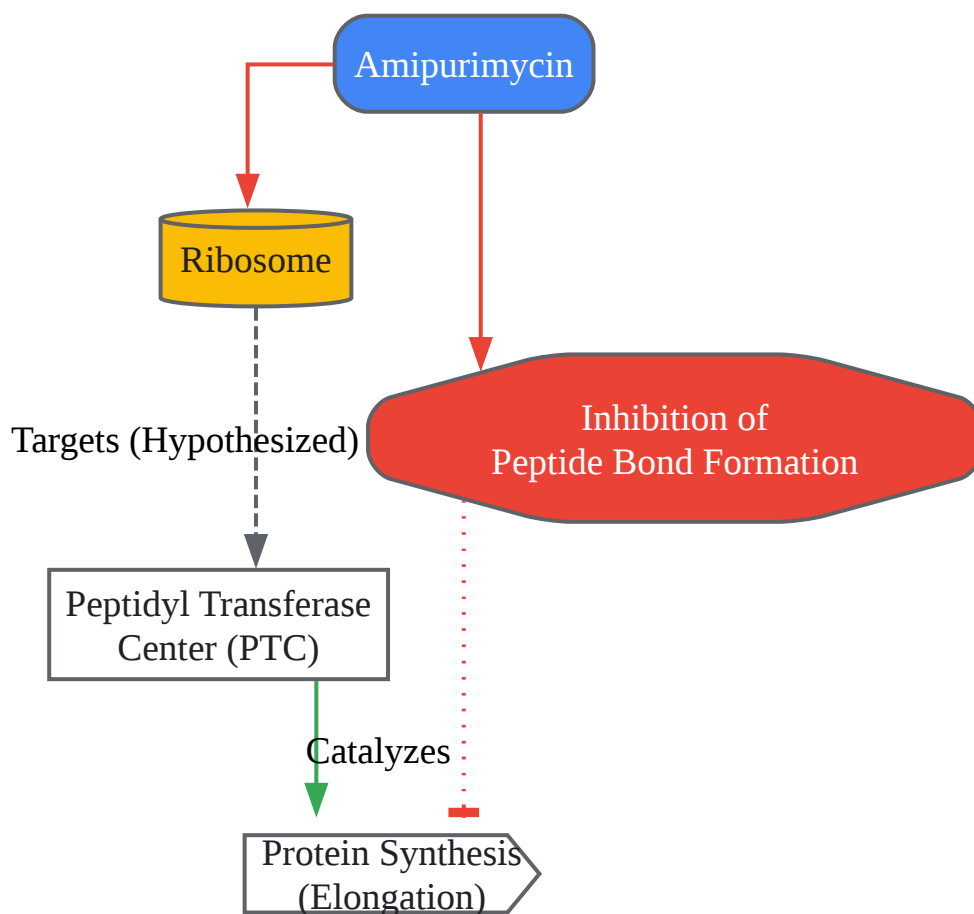 Amipurimycin
Ribosome
Inhibition of
Peptide Bond Formation
Targets (Hypothesized)
Peptidyl Transferase
Center (PTC)
Catalyzes
Protein Synthesis
(Elongation)